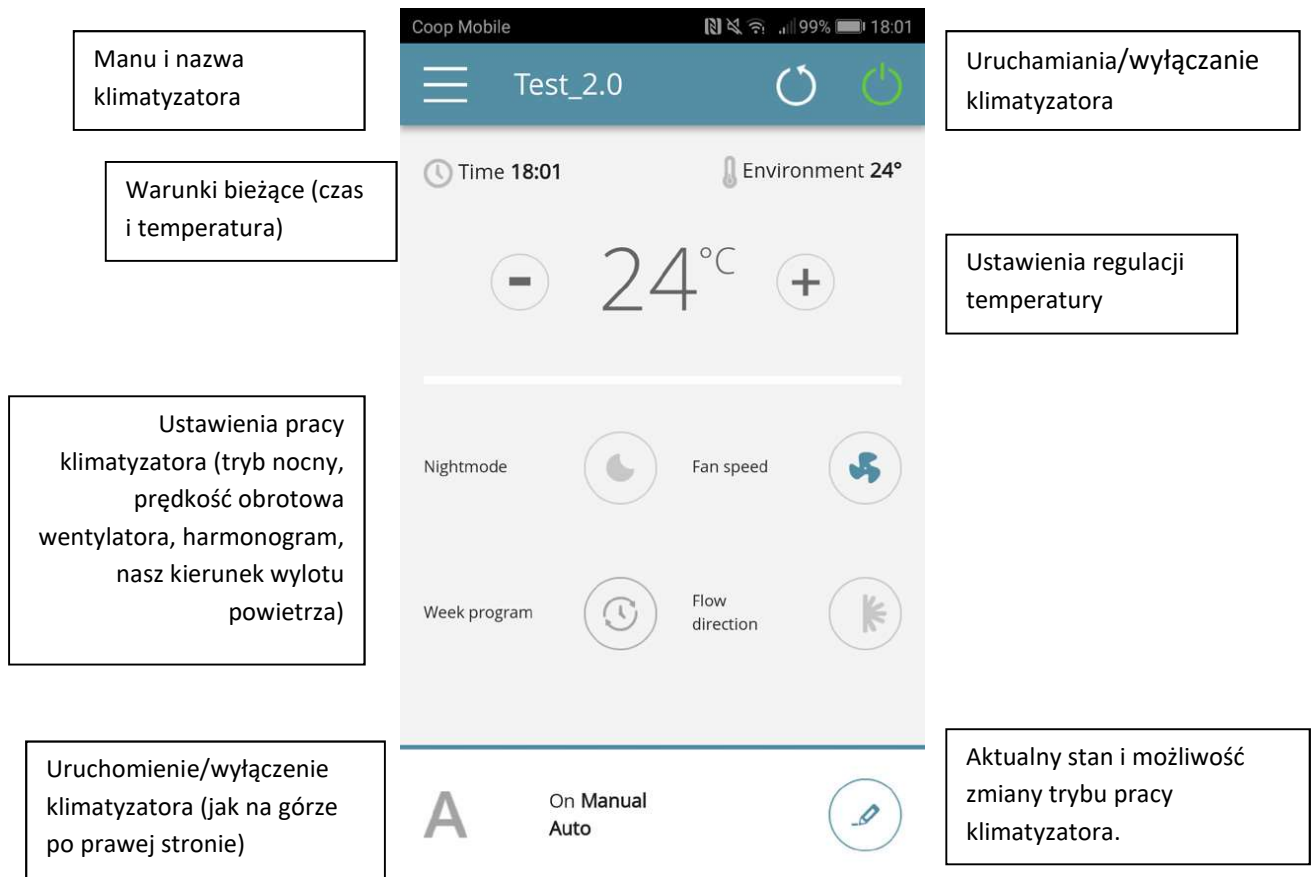 Manu i nazwa
klimatyzatora
Warunki bieżące (czas
i temperatura)
Ustawienia pracy
klimatyzatora (tryb nocny,
prędkość obrotowa
wentylatora, harmonogram,
nasz kierunek wylotu
powietrza)
Uruchomienie/wyłączenie
klimatyzatora (jak na górze
po prawej stronie)
Coop Mobile 99% 18:01
Test_2.0
Time 18:01 Environment 24°
24°C
Nightmode Fan speed
Week program Flow
direction
A On Manual
Auto
Uruchamiania/wyłączanie
klimatyzatora
Ustawienia regulacji
temperatury
Aktualny stan i możliwość
zmiany trybu pracy
klimatyzatora.